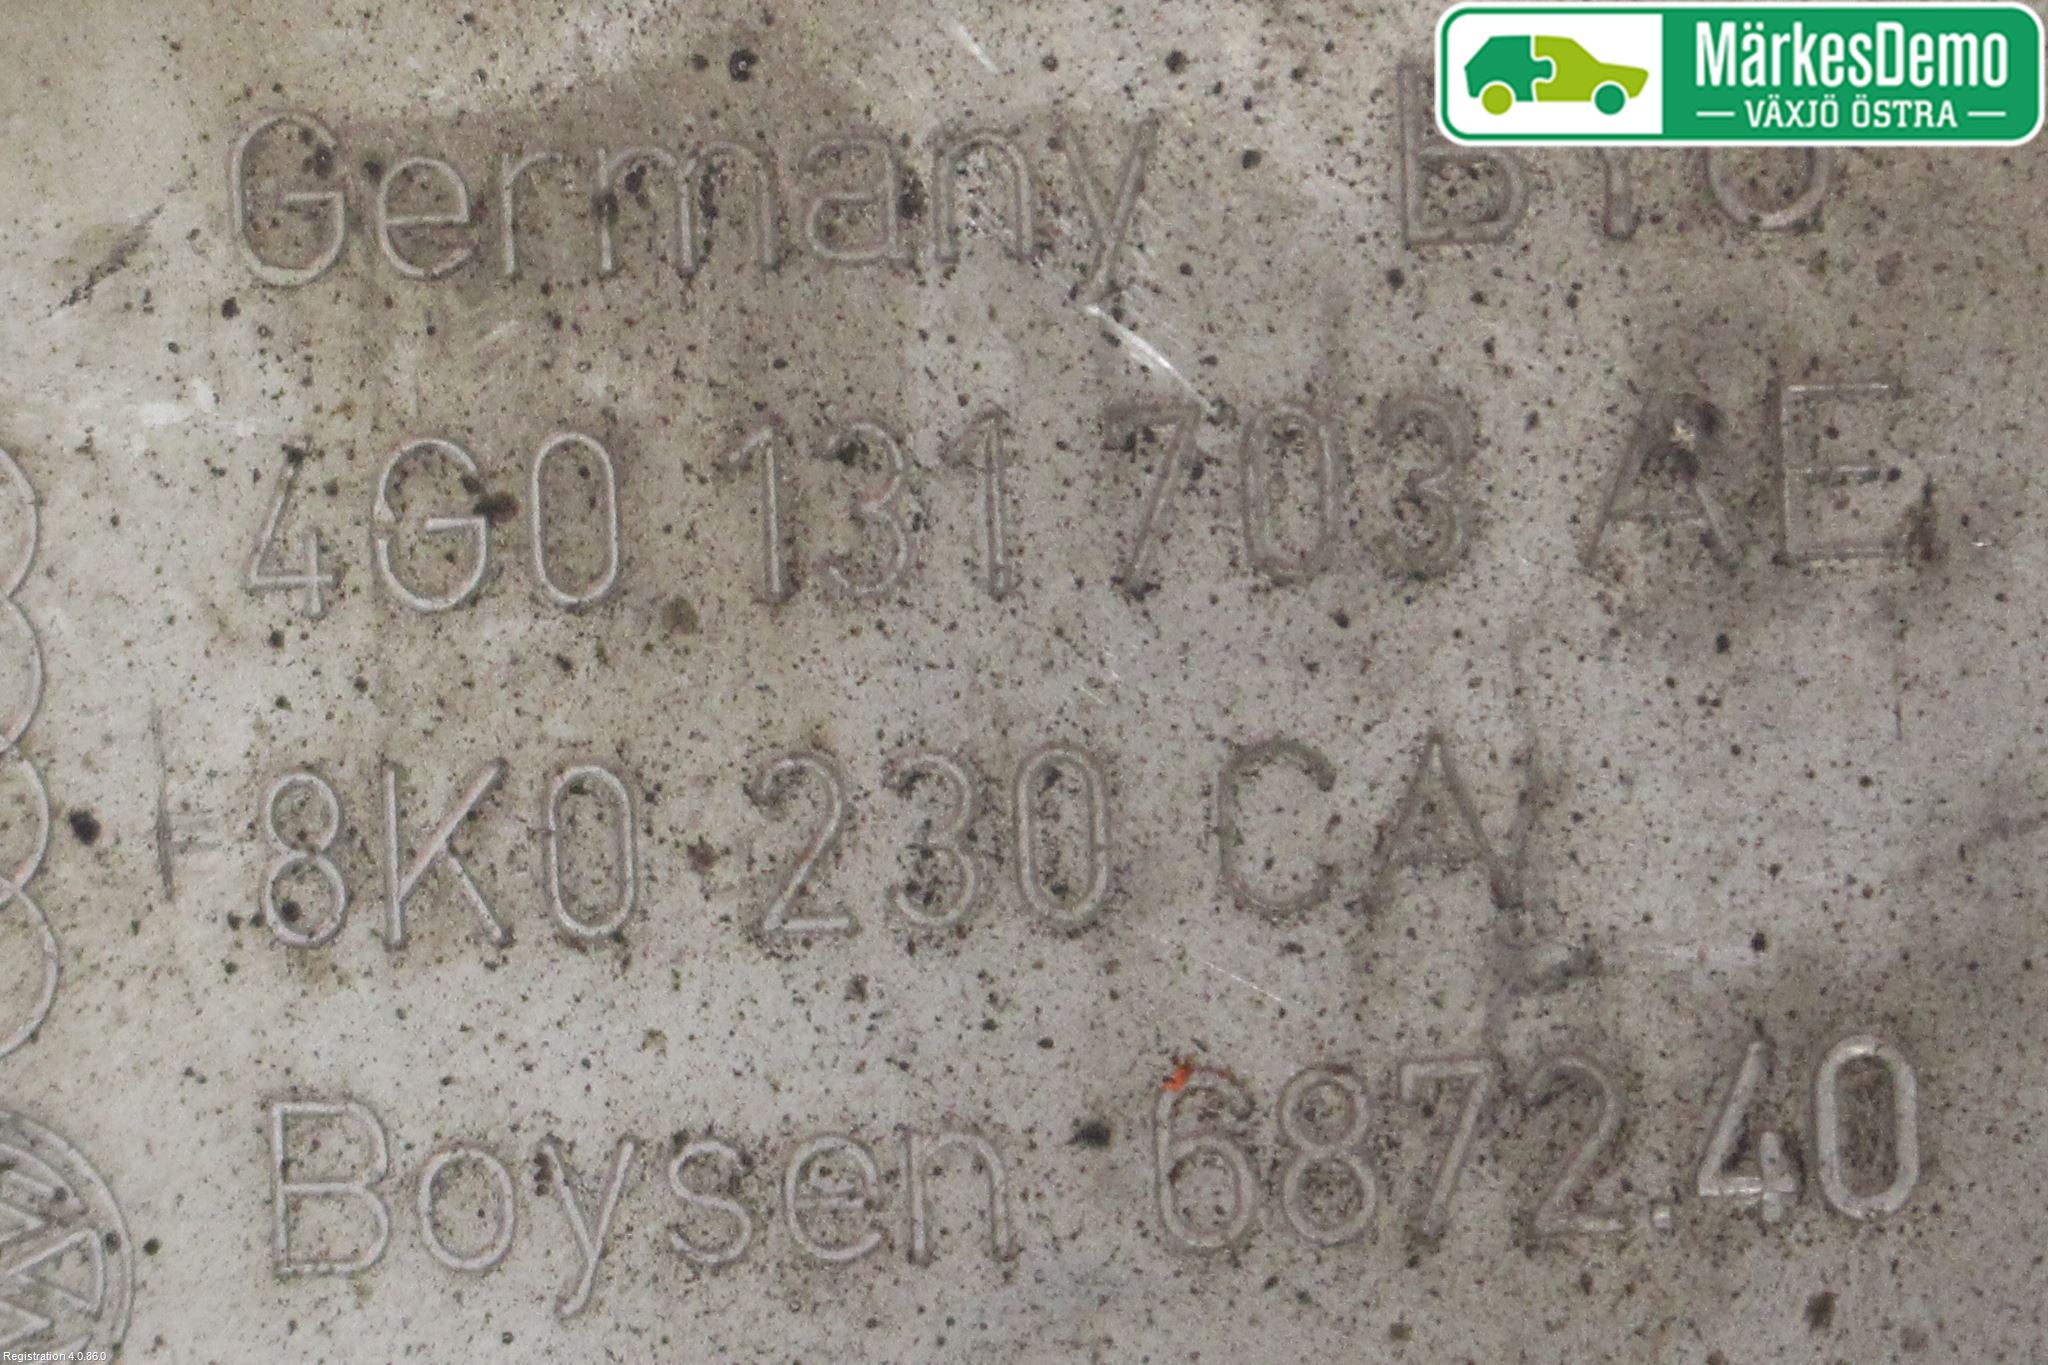 MärkesDemo
VÄXJÖ ÖSTRA
Germany
4G0 131 703 AE
8K0 230 CA
Boysen 6872.40
Registration 4.0.86.0